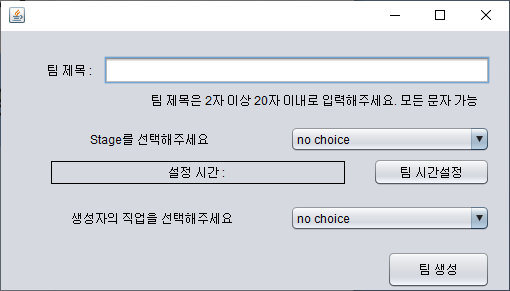 팀 제목 :
팀 제목은 2자 이상 20자 이내로 입력해주세요. 모든 문자 가능
Stage를 선택해주세요 no choice
설정 시간 : 팀 시간설정
생성자의 직업을 선택해주세요 no choice
팀 생성